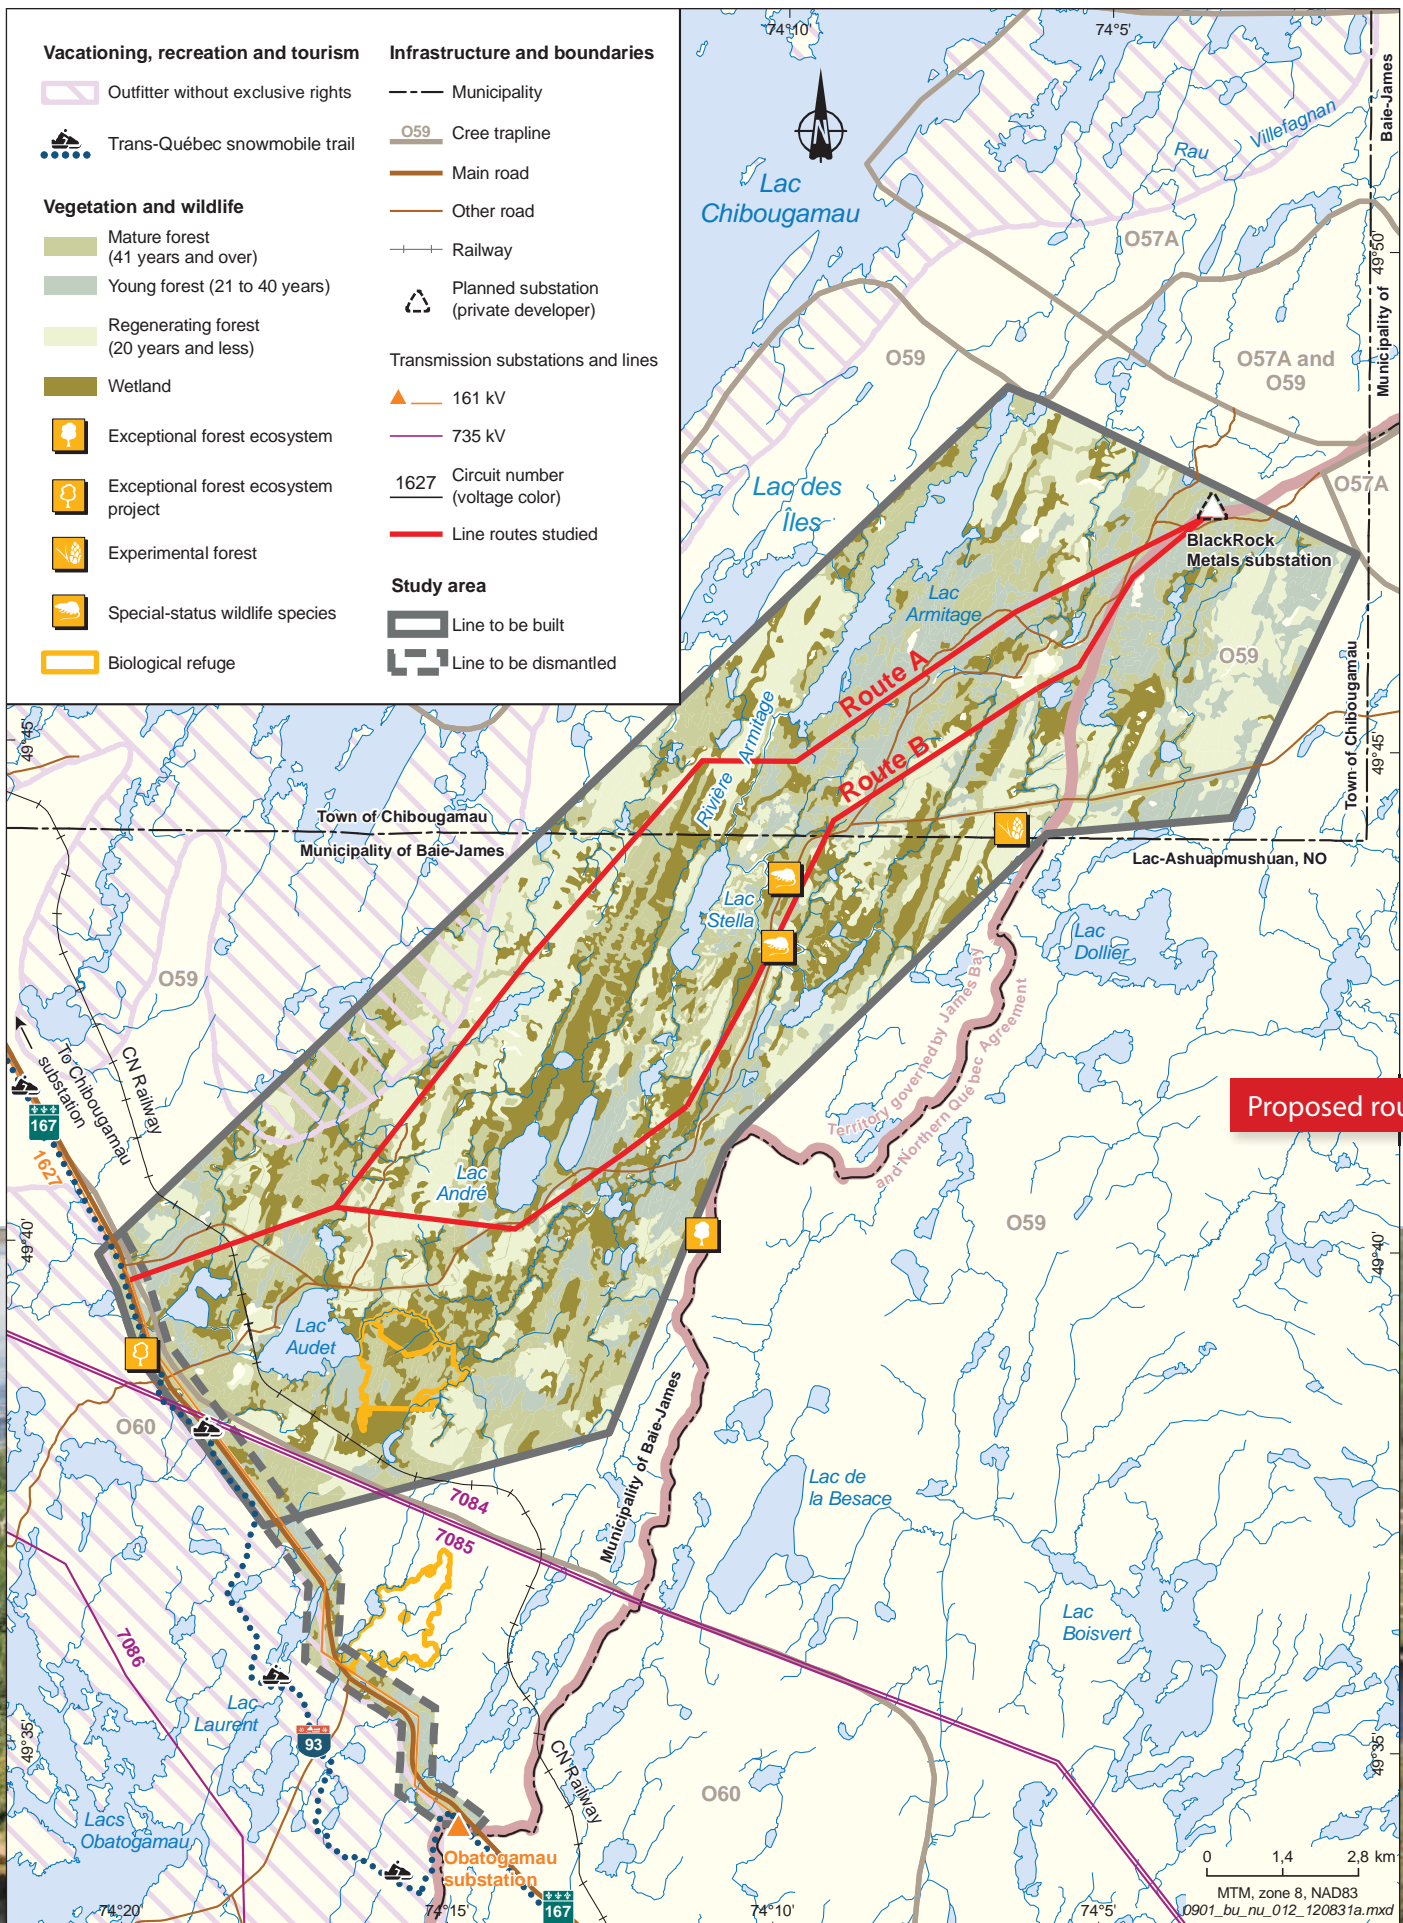 Vacationing, recreation and tourism
Outfitter without exclusive rights
Trans-Québec snowmobile trail
Vegetation and wildlife
Mature forest
(41 years and over)
Young forest (21 to 40 years)
Regenerating forest
(20 years and less)
Wetland
Exceptional forest ecosystem
Exceptional forest ecosystem
project
Experimental forest
Special-status wildlife species
Biological refuge
Infrastructure and boundaries
Municipality
O59 Cree trapline
Main road
Other road
Railway
Planned substation
(private developer)
Transmission substations and lines
161 kV
735 kV
1627 Circuit number
(voltage color)
Line routes studied
Study area
Line to be built
Line to be dismantled
74°10'
74°5'
N
Baie-James
Municipality of
49°50'
Rau Villefagnan
Lac
Chibougamau
O57A
O59
O57A and
O59
O57A
Lac des
Îles
BlackRock
Metals substation
Lac
Armitage
O59
Town of Chibougamau
49°45'
49°45'
Route A
Route B
Rivière Armitage
Town of Chibougamau
Municipality of Baie-James
Lac-Ashuapmushuan, NO
Lac
Stella
Lac
Dollier
O59
Territory governed by James Bay
and Northern Québec Agreement
To Chibougamau
substation
CN Railway
167
1627
Proposed rou
Lac
André
O59
49°40'
49°40'
Lac
Audet
O60
Municipality of Baie-James
7084
7085
Lac de
la Besace
7086
Lac
Boisvert
Lac
Laurent
93
49°35'
49°35'
CN Railway
O60
Lacs
Obatogamau
Obatogamau
substation
167
0 1,4 2,8 km
MTM, zone 8, NAD83
0901_bu_nu_012_120831a.mxd
74°20'
74°15'
74°10'
74°5'